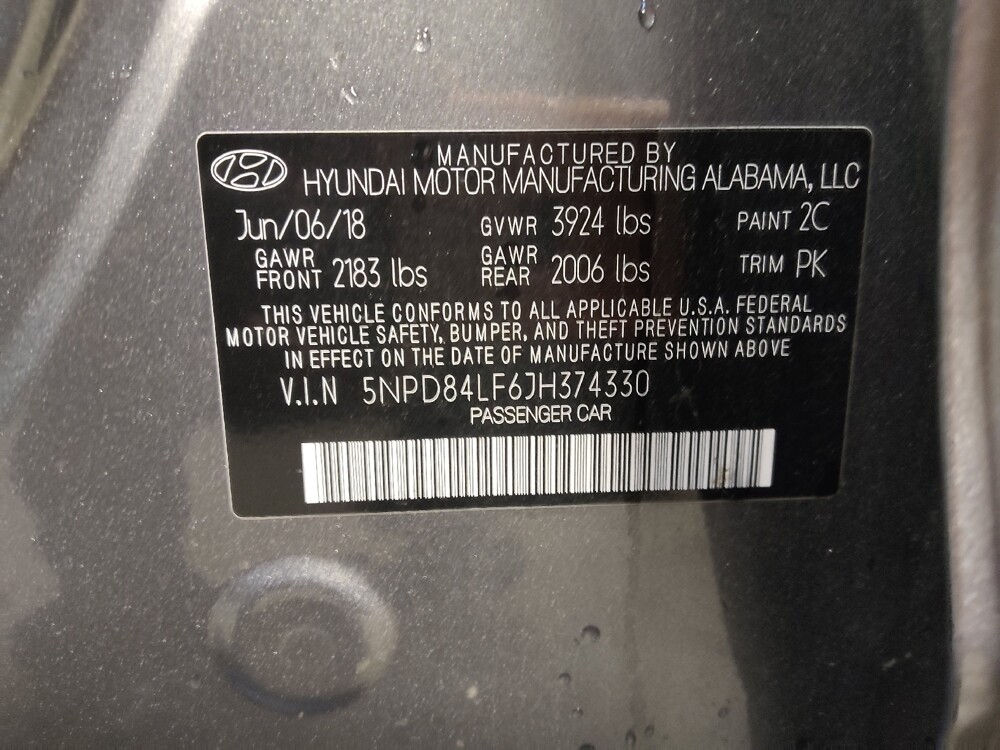 MANUFACTURED BY
HYUNDAI MOTOR MANUFACTURING ALABAMA, LLC
Jun/06/18 GVWR 3924 lbs PAINT 2C
GAWR FRONT 2183 lbs GAWR REAR 2006 lbs TRIM PK
THIS VEHICLE CONFORMS TO ALL APPLICABLE U.S.A. FEDERAL
MOTOR VEHICLE SAFETY, BUMPER, AND THEFT PREVENTION STANDARDS
IN EFFECT ON THE DATE OF MANUFACTURE SHOWN ABOVE
V.I.N 5NPD84LF6JH374330
PASSENGER CAR